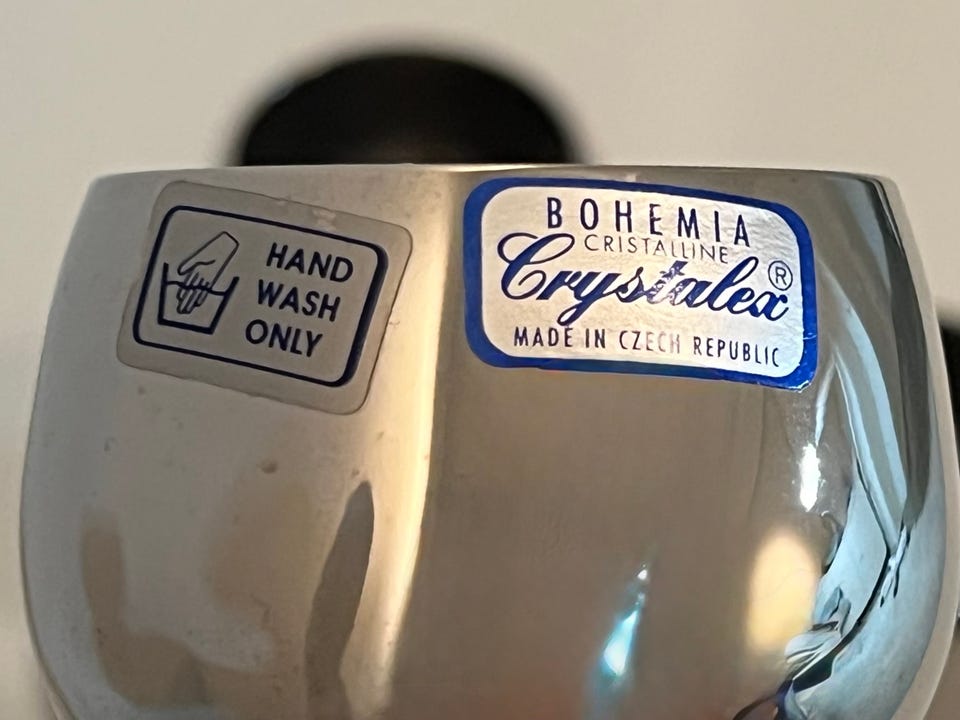 HAND
WASH
ONLY
BOHEMIA
CRISTALLINE
Crystalex®
MADE IN CZECH REPUBLIC